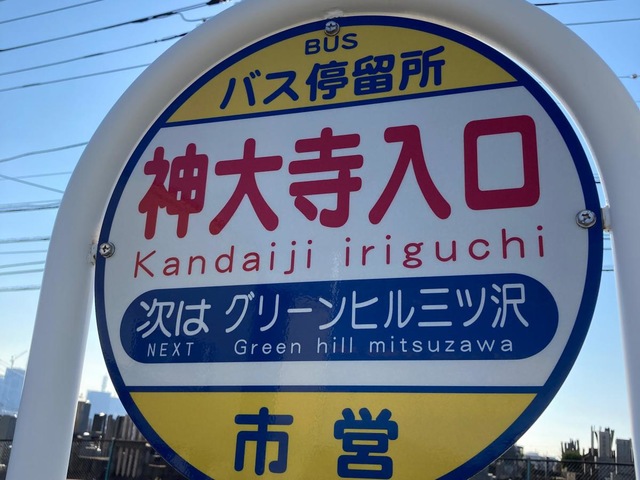 BUS
バス停留所
神大寺入口
Kandaiji iriguchi
次は グリーンヒル三ツ沢
NEXT Green hill mitsuzawa
市営